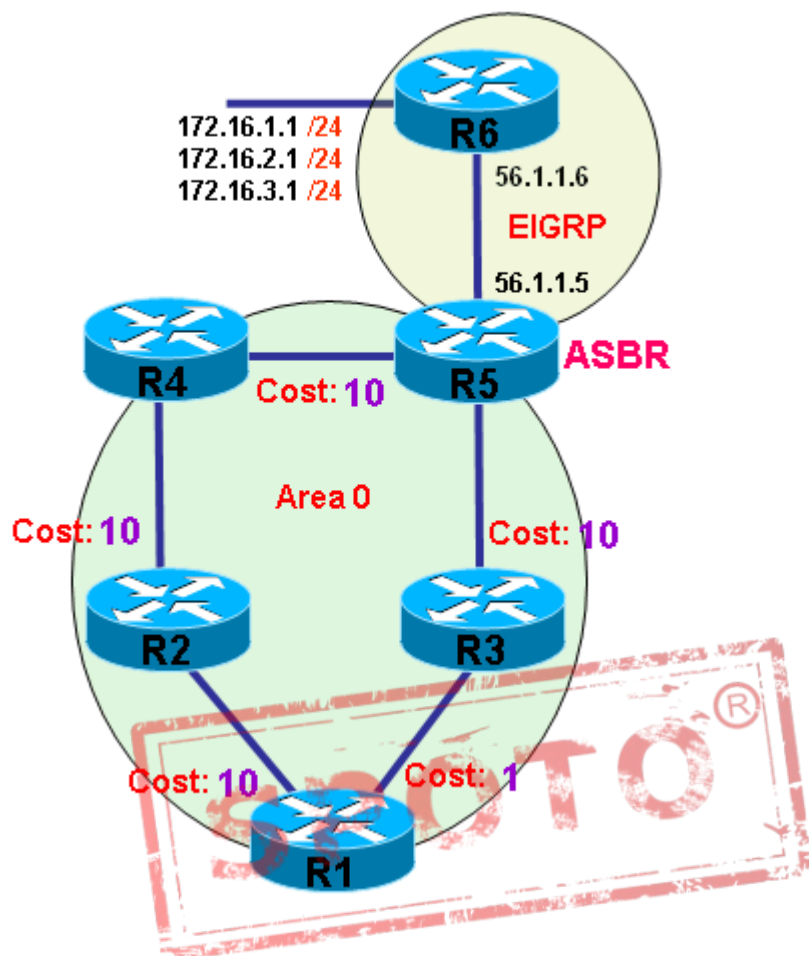 R6
172.16.1.1 /24
172.16.2.1 /24
172.16.3.1 /24
56.1.1.6
EIGRP
56.1.1.5
R4
R5
ASBR
Cost: 10
Area 0
Cost: 10
Cost: 10
R2
R3
Cost: 10
Cost: 1
R1
SPOTO
®